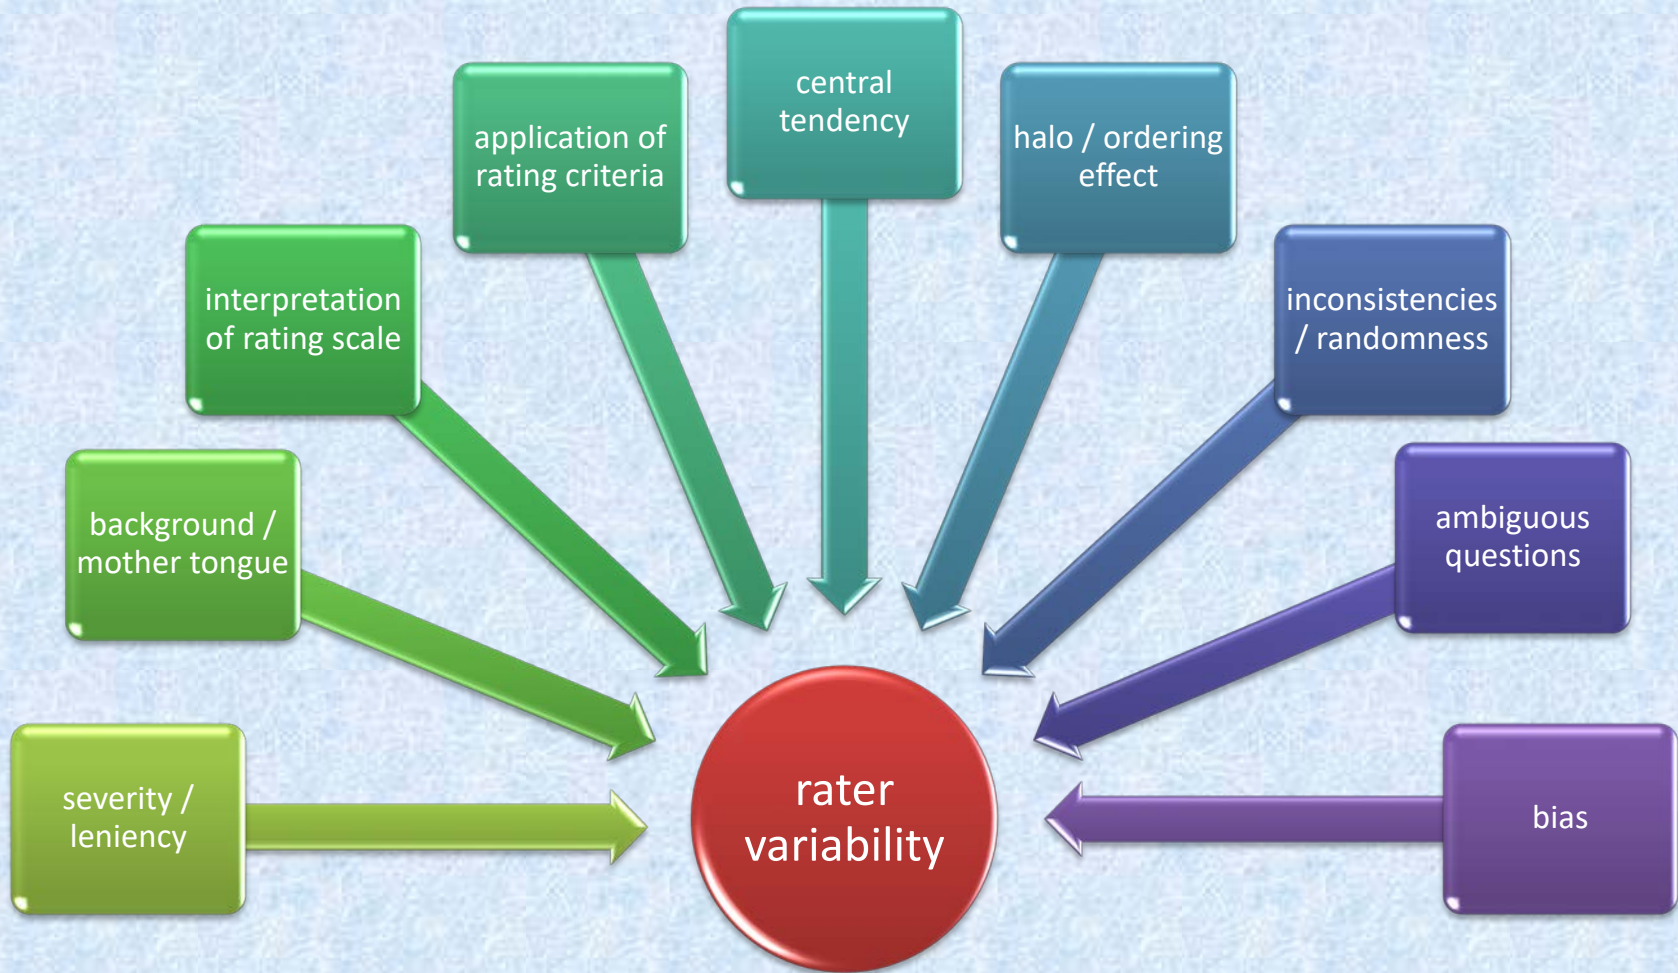 central
tendency
application of
rating criteria
halo / ordering
effect
interpretation
of rating scale
inconsistencies
/ randomness
background /
mother tongue
ambiguous
questions
severity /
leniency
rater
variability
bias